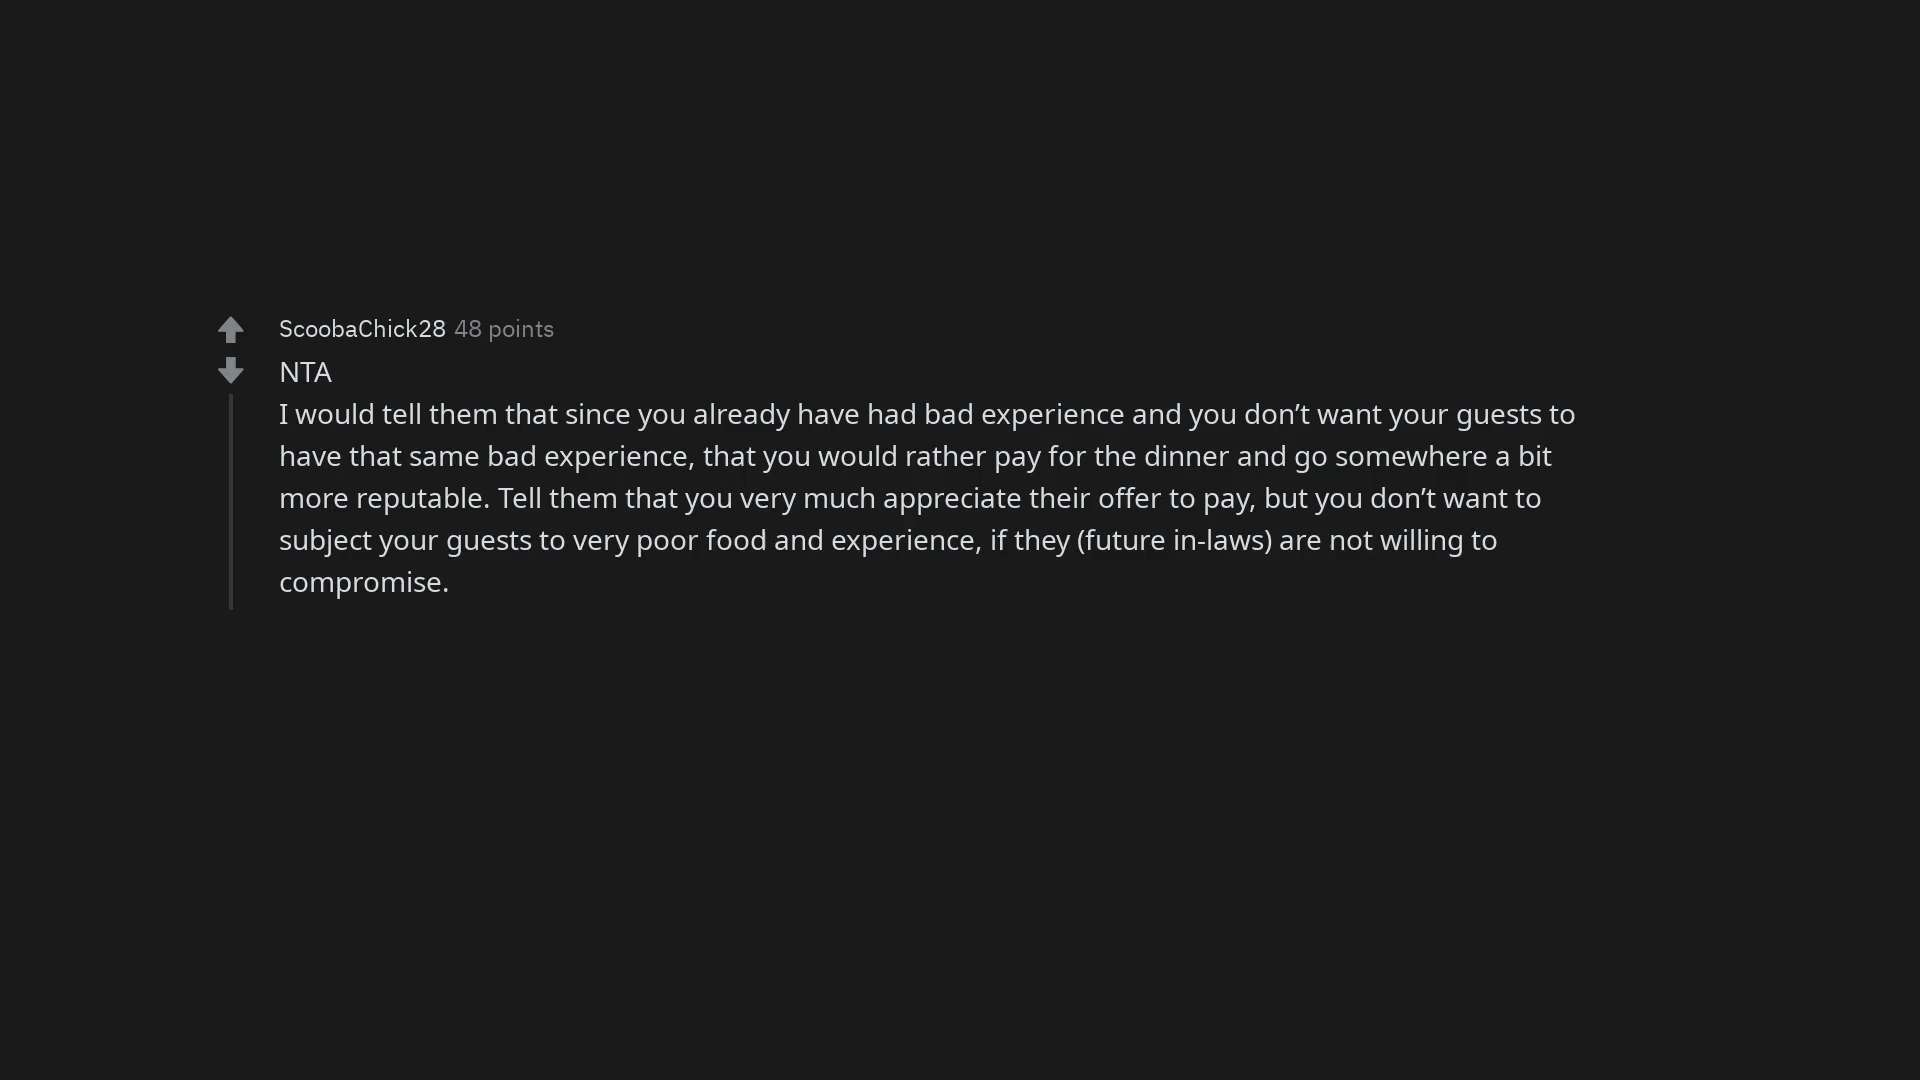 ScoobaChick28 48 points
NTA
I would tell them that since you already have had bad experience and you don’t want your guests to
have that same bad experience, that you would rather pay for the dinner and go somewhere a bit
more reputable. Tell them that you very much appreciate their offer to pay, but you don’t want to
subject your guests to very poor food and experience, if they (future in-laws) are not willing to
compromise.